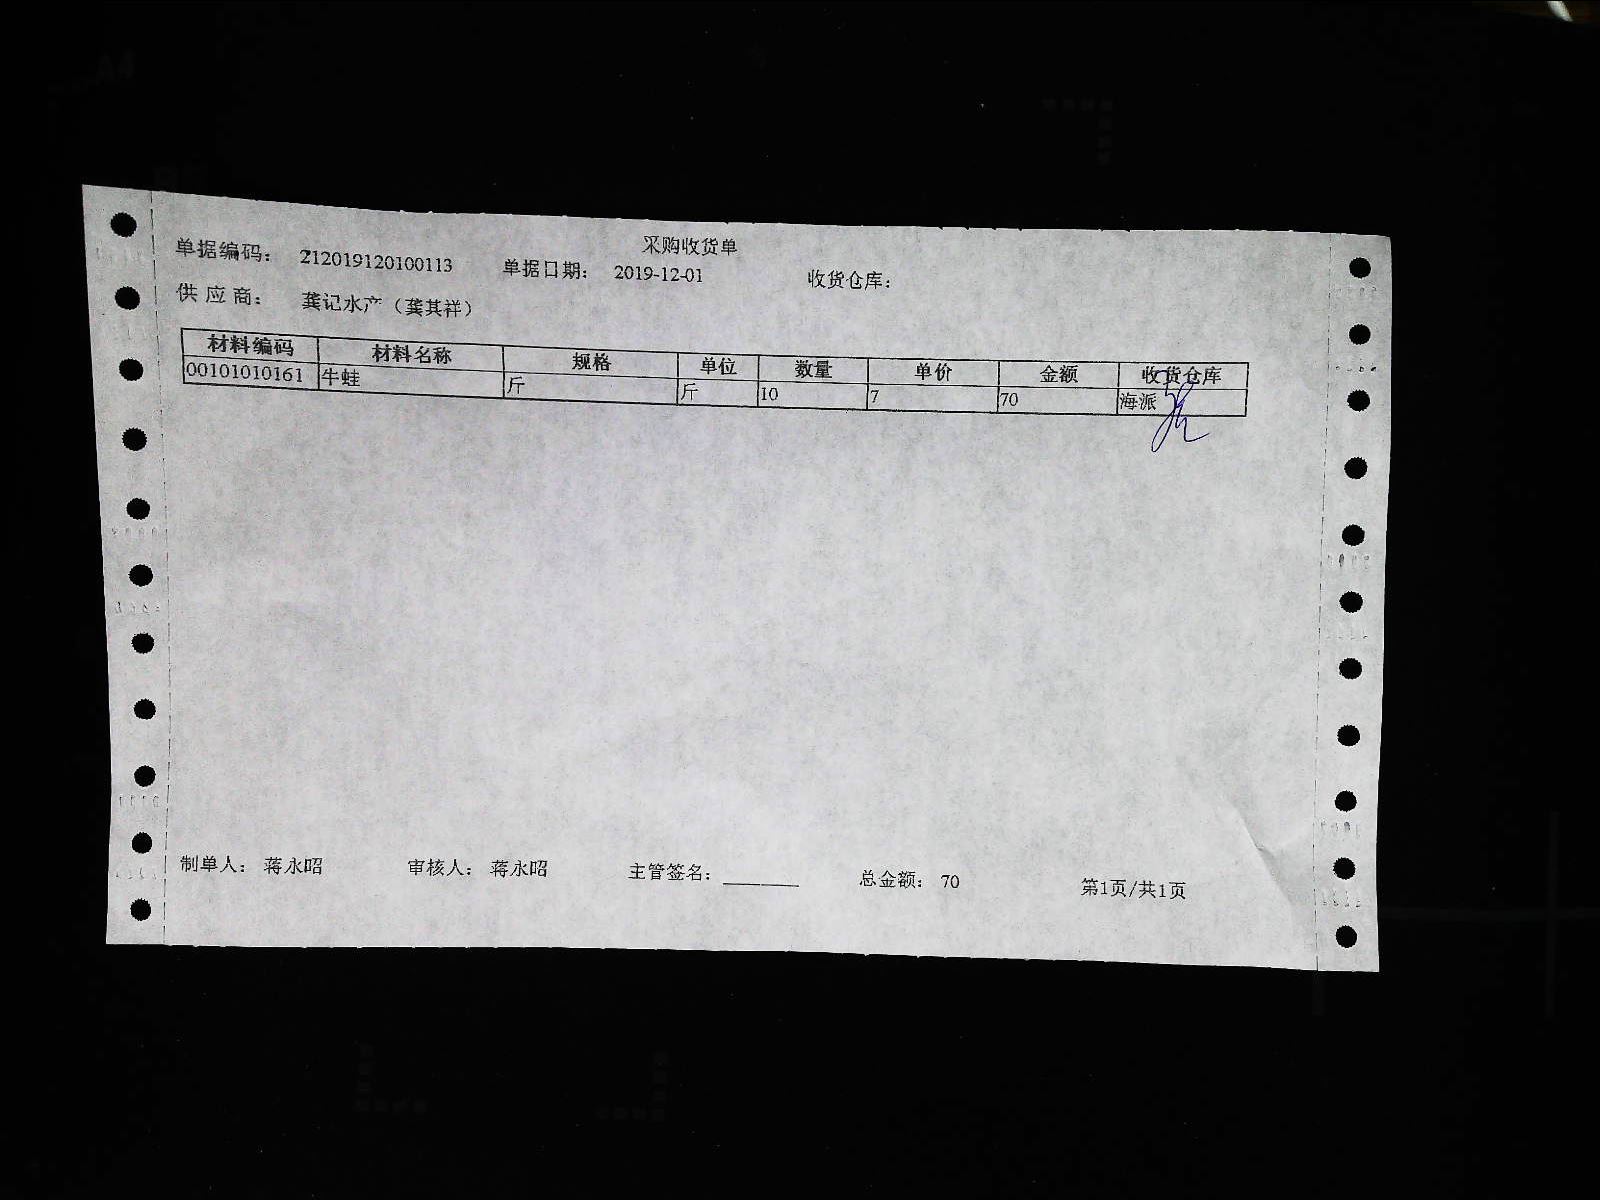 采购收货单
单据编码： 212019120100113 单据日期： 2019-12-01 收货仓库：
供应商： 龚记水产（龚其祥）
材料编码 材料名称 规格 单位 数量 单价 金额 收货仓库
00101010161 牛蛙 斤 斤 10 7 70 海派
制单人： 蒋永昭 审核人： 蒋永昭 主管签名：________ 总金额： 70 第1页/共1页